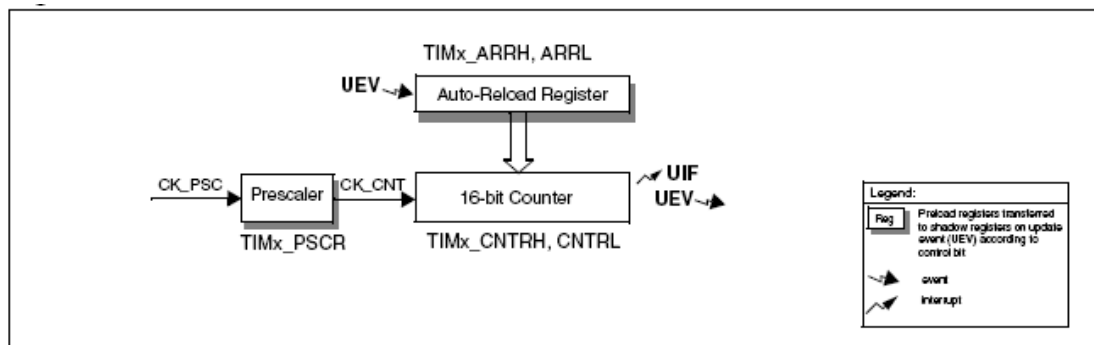 TIMx_ARRH, ARRL
UEV
Auto-Reload Register
CK_PSC
Prescaler
CK_CNT
16-bit Counter
UIF
UEV
TIMx_PSCR
TIMx_CNTRH, CNTRL
Legend:
Reg
Preload registers transferred
to shadow registers on update
event (UEV) according to
control bit
event
interrupt